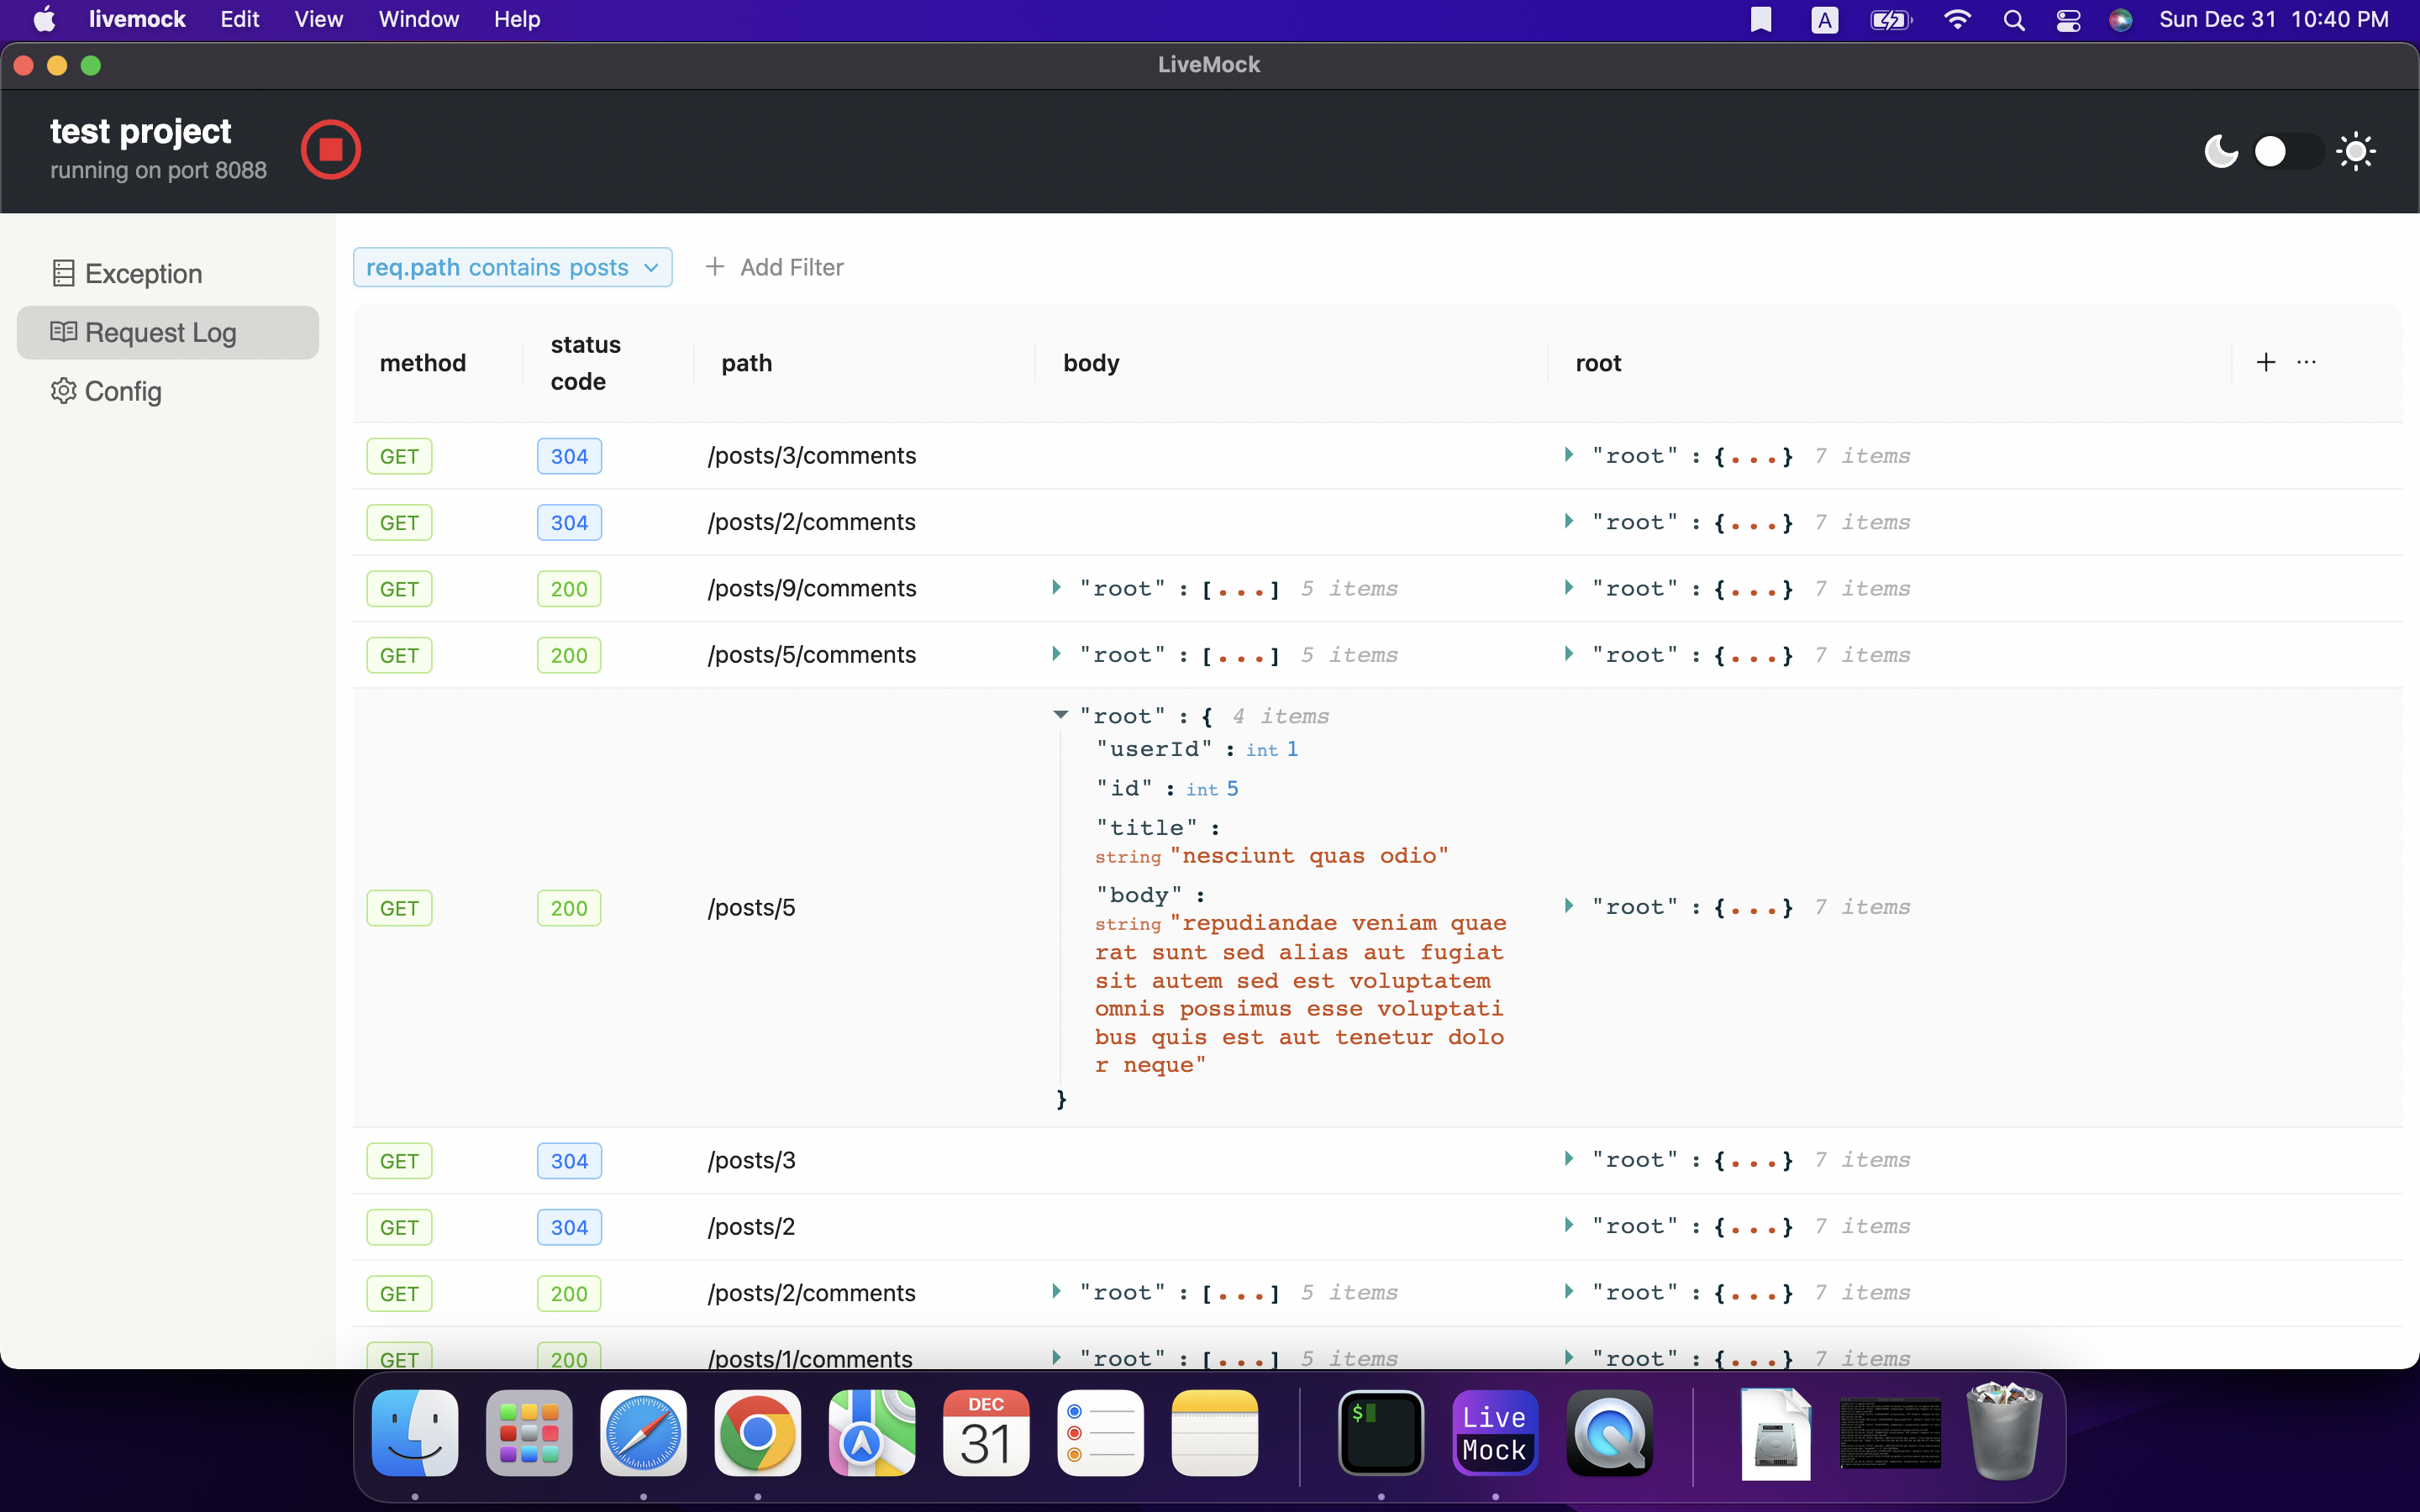 livemock Edit View Window Help A Sun Dec 31 10:40 PM
LiveMock
test project
running on port 8088
Exception
Request Log
Config
req.path contains posts + Add Filter
method status code path body root + ...
GET 304 /posts/3/comments "root" : {...} 7 items
GET 304 /posts/2/comments "root" : {...} 7 items
GET 200 /posts/9/comments "root" : [...] 5 items "root" : {...} 7 items
GET 200 /posts/5/comments "root" : [...] 5 items "root" : {...} 7 items
GET 200 /posts/5
"root" : { 4 items
"userId" : int 1
"id" : int 5
"title" :
string "nesciunt quas odio"
"body" :
string "repudiandae veniam quae
rat sunt sed alias aut fugiat
sit autem sed est voluptatem
omnis possimus esse voluptati
bus quis est aut tenetur dolo
r neque"
}
"root" : {...} 7 items
GET 304 /posts/3 "root" : {...} 7 items
GET 304 /posts/2 "root" : {...} 7 items
GET 200 /posts/2/comments "root" : [...] 5 items "root" : {...} 7 items
GET 200 /posts/1/comments "root" : [...] 5 items "root" : {...} 7 items
DEC
31
$
Live
Mock